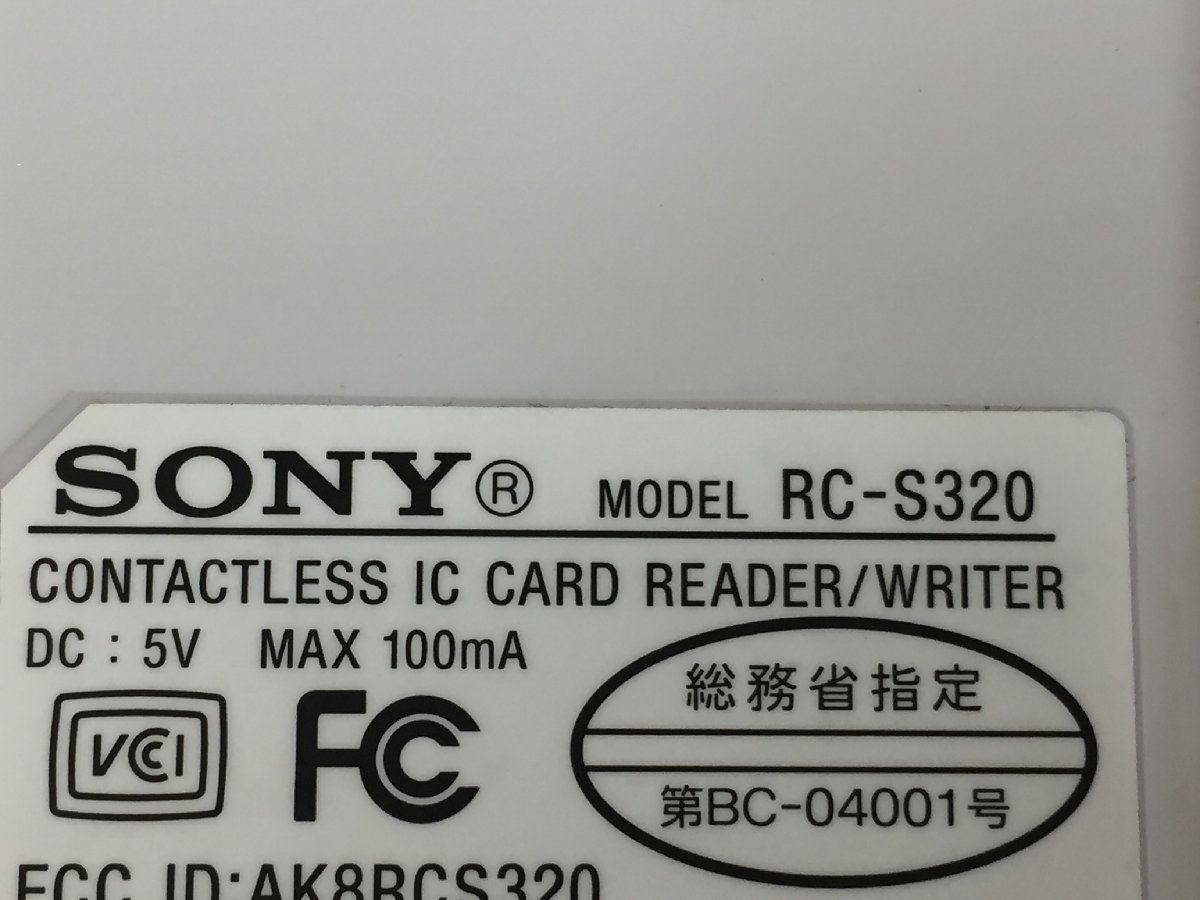 SONY® MODEL RC-S320
CONTACTLESS IC CARD READER/WRITER
DC : 5V MAX 100mA
総務省指定
VCCI FC
第BC-04001号
FCC ID:AK8RCS320